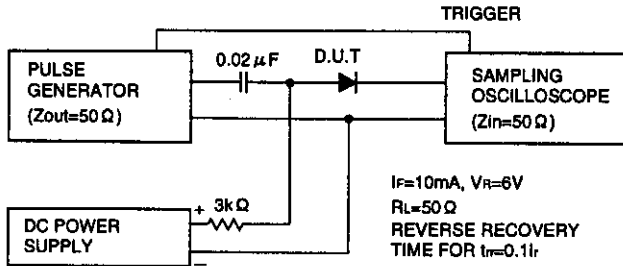 TRIGGER
0.02μF
D.U.T
PULSE
GENERATOR
(Zout=50Ω)
SAMPLING
OSCILLOSCOPE
(Zin=50Ω)
+
3kΩ
DC POWER
SUPPLY
−
IF=10mA, VR=6V
RL=50Ω
REVERSE RECOVERY
TIME FOR trr=0.1Ir